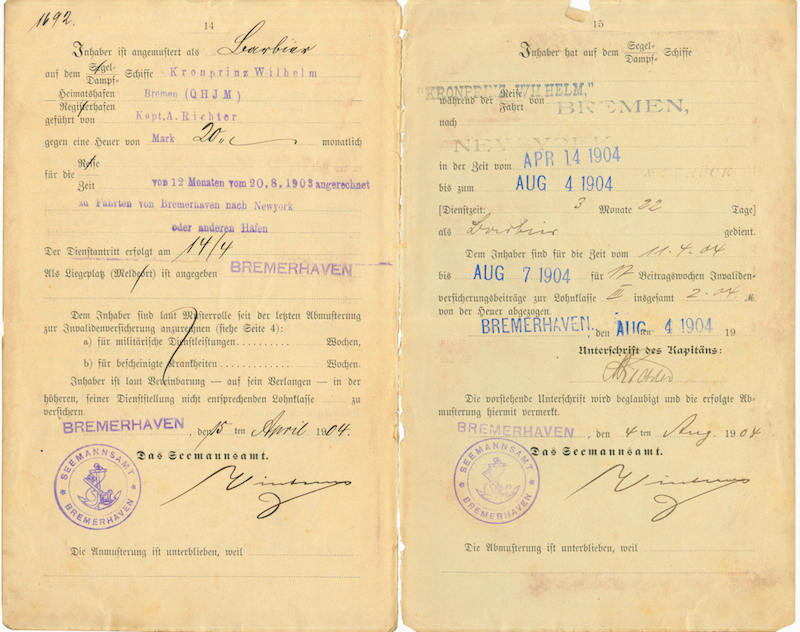 1692.
14
Inhaber ist angemustert als Barbier
auf dem Segel-
Dampf- Schiffe Kronprinz Wilhelm
Heimatshafen
Registerhafen Bremen (QHJM)
geführt von Kapt. A. Richter
gegen eine Heuer von Mark 20 monatlich
für die Reise
Zeit von 12 Monaten vom 20.8.1903 angerechnet
zu Fahrten von Bremerhaven nach Newyork
oder anderen Häfen
Der Dienstantritt erfolgt am 14/4
Als Liegeplatz (Meldeort) ist angegeben BREMERHAVEN
Dem Inhaber sind laut Musterrolle seit der letzten Abmusterung
zur Invalidenversicherung anzurechnen (siehe Seite 4):
a) für militärische Dienstleistungen . . . . . . . . . . Wochen,
b) für bescheinigte Krankheiten . . . . . . . . . . . . Wochen.
Inhaber ist laut Vereinbarung — auf sein Verlangen — in der
höheren, seiner Dienststellung nicht entsprechenden Lohnklasse zu
versichern.
BREMERHAVEN, den 15 ten April 1904.
Das Seemannsamt.
SEEMANNSAMT
BREMERHAVEN
Die Anmusterung ist unterblieben, weil
15
Inhaber hat auf dem Segel-
Dampf- Schiffe
"KRONPRINZ WILHELM,"
während der Reise
Fahrt von BREMEN,
nach NEW YORK
in der Zeit vom APR 14 1904
bis zum AUG 4 1904
[Dienstzeit: 3 Monate 22 Tage]
als Barbier gedient.
Dem Inhaber sind für die Zeit vom 11.4.04
bis AUG 7 1904 für 17 Beitragswochen Invaliden-
versicherungsbeiträge zur Lohnklasse III insgesamt 2.04 M.
von der Heuer abgezogen.
BREMERHAVEN, den AUG 4 1904 ten 19
Unterschrift des Kapitäns:
ARichter
Die vorstehende Unterschrift wird beglaubigt und die erfolgte Ab-
musterung hiermit vermerkt.
BREMERHAVEN, den 4 ten Aug. 1904
Das Seemannsamt.
SEEMANNSAMT
BREMERHAVEN
Die Abmusterung ist unterblieben, weil